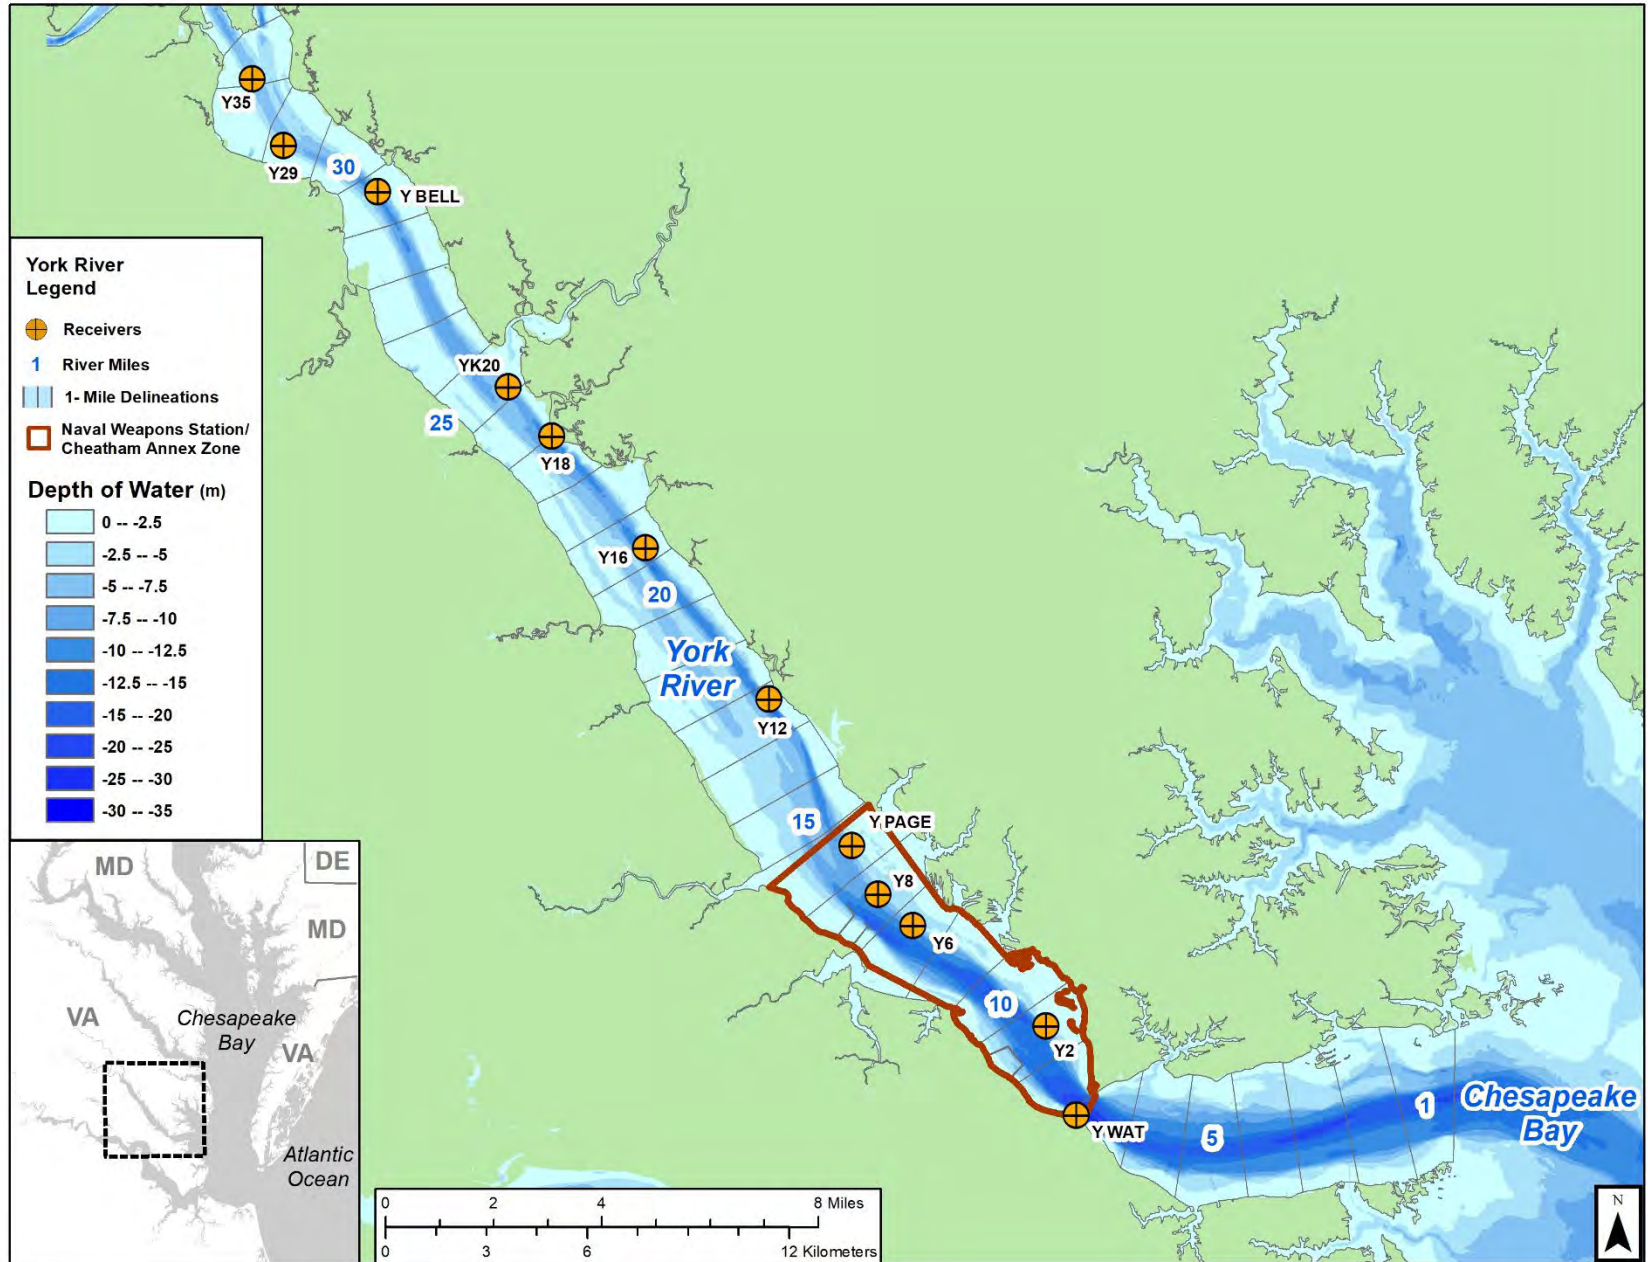 Y35
Y29
30
Y BELL
York River
Legend
Receivers
1 River Miles
1- Mile Delineations
Naval Weapons Station/
Cheatham Annex Zone
Depth of Water (m)
0 -- -2.5
-2.5 -- -5
-5 -- -7.5
-7.5 -- -10
-10 -- -12.5
-12.5 -- -15
-15 -- -20
-20 -- -25
-25 -- -30
-30 -- -35
YK20
25
Y18
Y16
20
York
River
Y12
15
Y PAGE
Y8
Y6
10
Y2
Y WAT
5
1
Chesapeake
Bay
MD
DE
MD
VA
Chesapeake
Bay
VA
Atlantic
Ocean
0 2 4 8 Miles
0 3 6 12 Kilometers
N